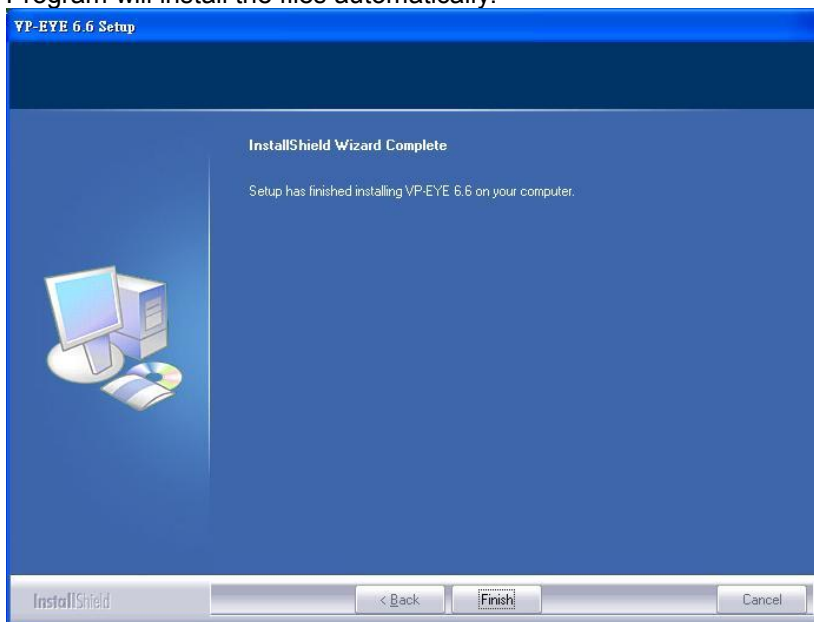 Program will install the files automatically.
VP-EYE 6.6 Setup
InstallShield Wizard Complete
Setup has finished installing VP-EYE 6.6 on your computer.
InstallShield
< Back
Finish
Cancel